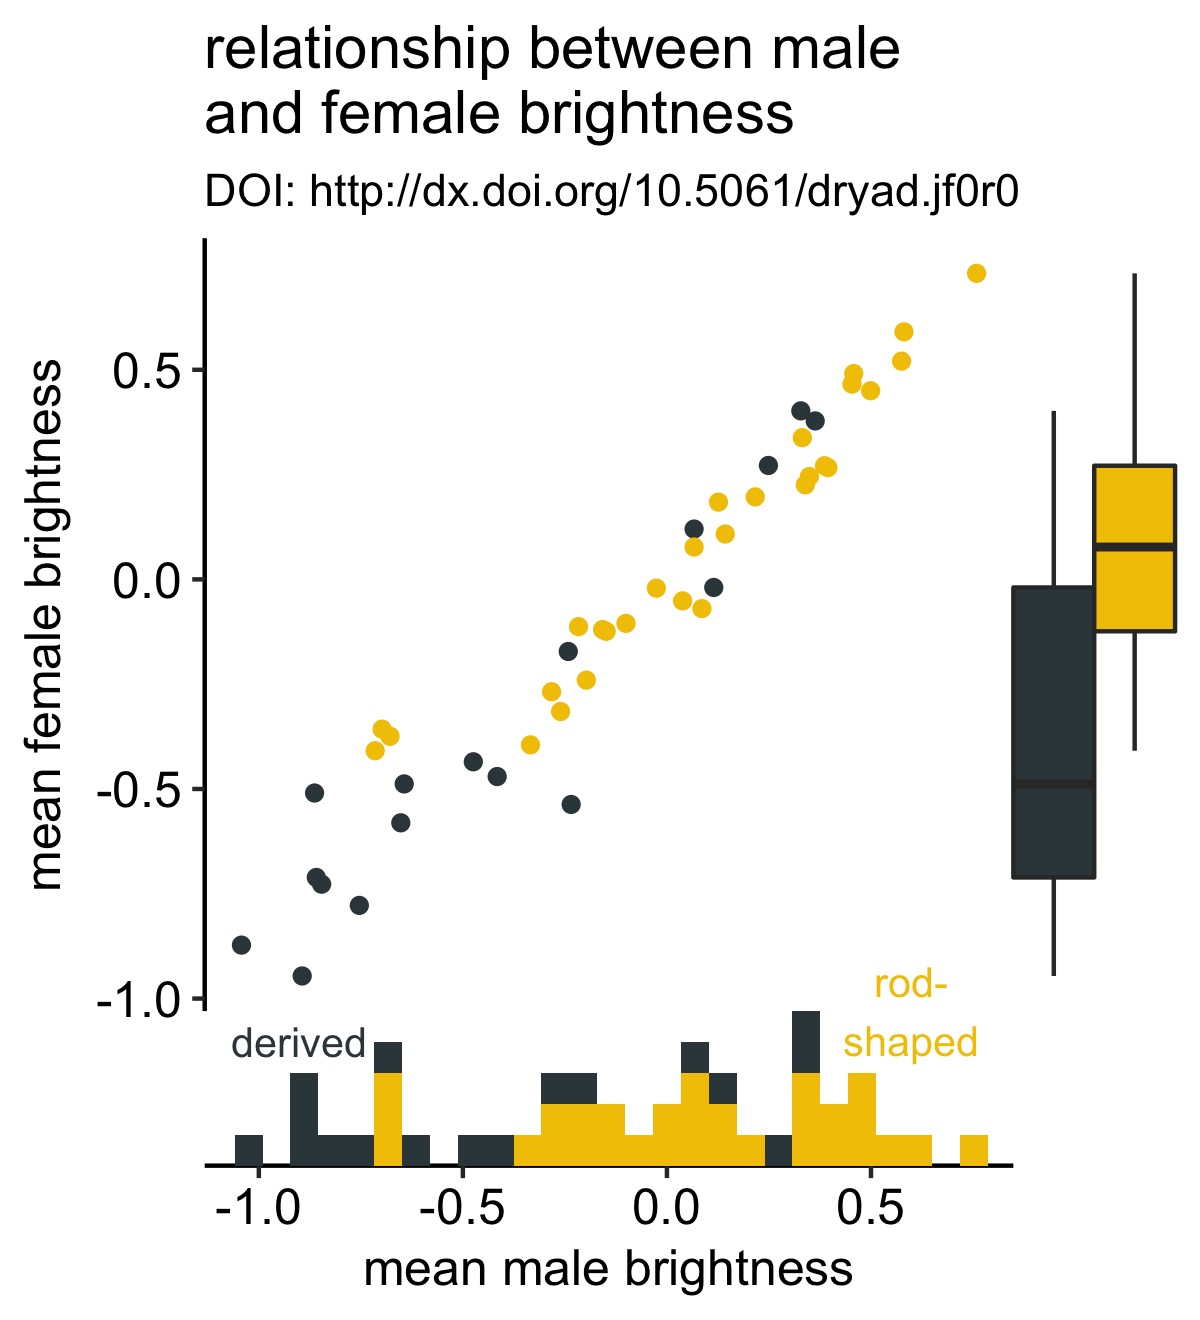 relationship between male
and female brightness
DOI: http://dx.doi.org/10.5061/dryad.jf0r0
mean female brightness
0.5
0.0
-0.5
-1.0
derived
rod-
shaped
-1.0
-0.5
0.0
0.5
mean male brightness